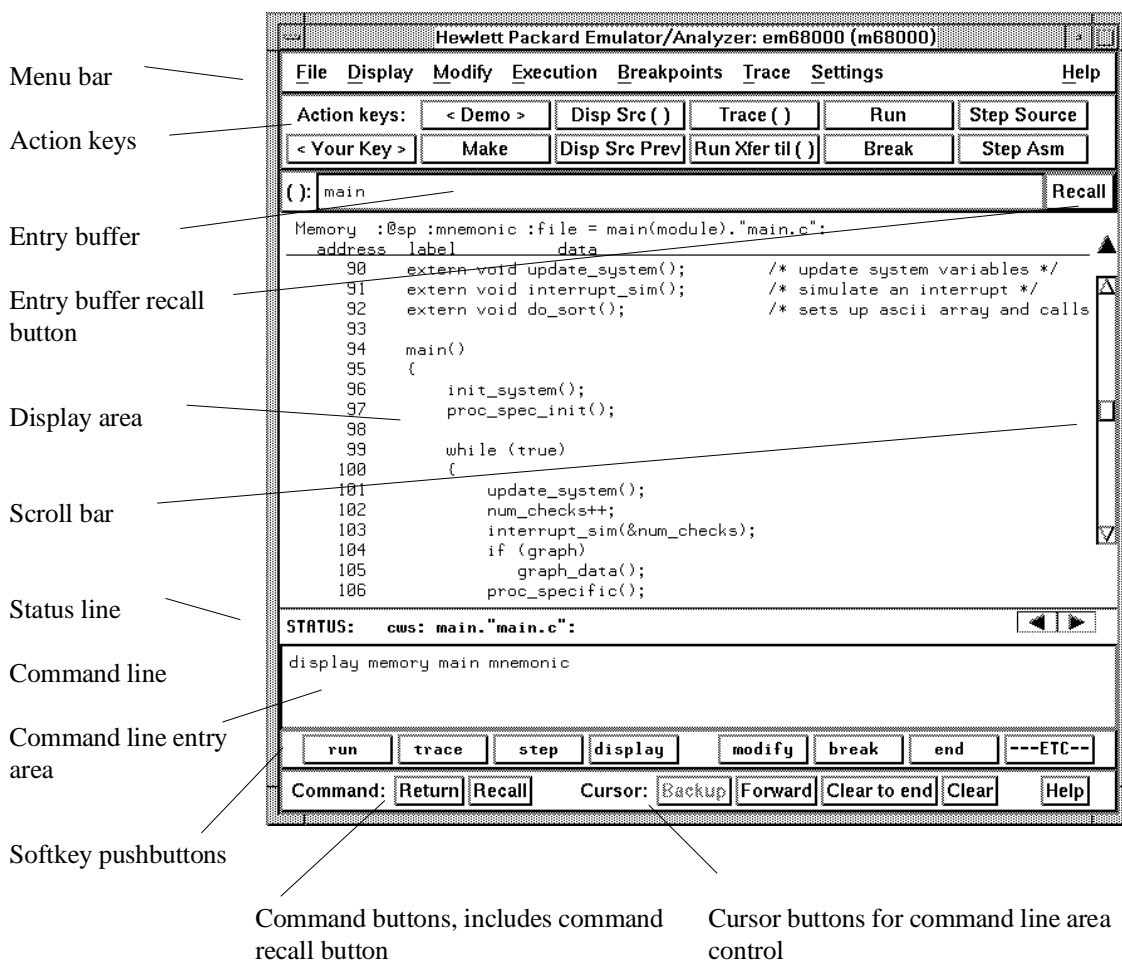 Hewlett Packard Emulator/Analyzer: em68000 (m68000)
Menu bar
File Display Modify Execution Breakpoints Trace Settings Help
Action keys
Action keys: < Demo > Disp Src ( ) Trace ( ) Run Step Source
< Your Key > Make Disp Src Prev Run Xfer til ( ) Break Step Asm
( ): main Recall
Entry buffer
Memory :@sp :mnemonic :file = main(module)."main.c":
address label data
90 extern void update_system(); /* update system variables */
91 extern void interrupt_sim(); /* simulate an interrupt */
92 extern void do_sort(); /* sets up ascii array and calls
93
94 main()
95 {
96 init_system();
97 proc_spec_init();
98
99 while (true)
100 {
101 update_system();
102 num_checks++;
103 interrupt_sim(&num_checks);
104 if (graph)
105 graph_data();
106 proc_specific();
Entry buffer recall
button
Display area
Scroll bar
Status line
STATUS: cws: main."main.c":
Command line
display memory main mnemonic
Command line entry
area
run trace step display modify break end ---ETC--
Command: Return Recall Cursor: Backup Forward Clear to end Clear Help
Softkey pushbuttons
Command buttons, includes command
recall button
Cursor buttons for command line area
control